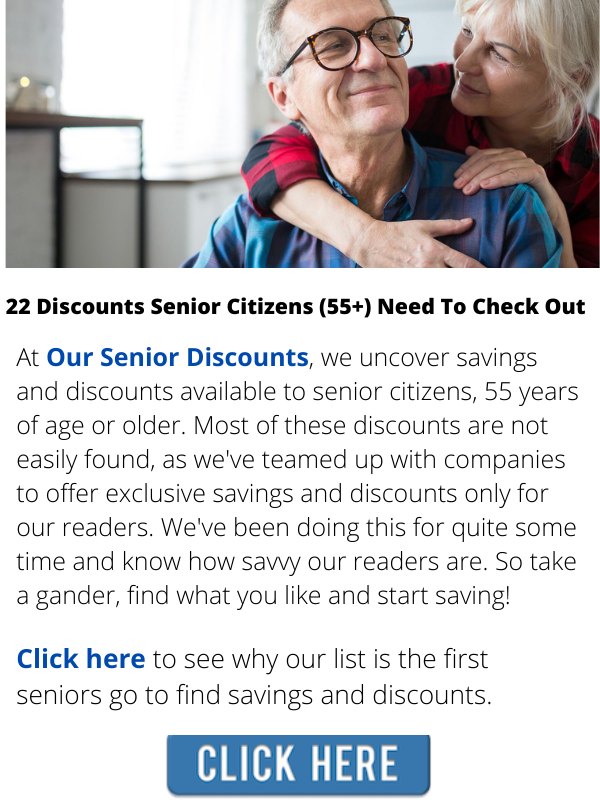 22 Discounts Senior Citizens (55+) Need To Check Out
At Our Senior Discounts, we uncover savings
and discounts available to senior citizens, 55 years
of age or older. Most of these discounts are not
easily found, as we've teamed up with companies
to offer exclusive savings and discounts only for
our readers. We've been doing this for quite some
time and know how savvy our readers are. So take
a gander, find what you like and start saving!
Click here to see why our list is the first
seniors go to find savings and discounts.
CLICK HERE